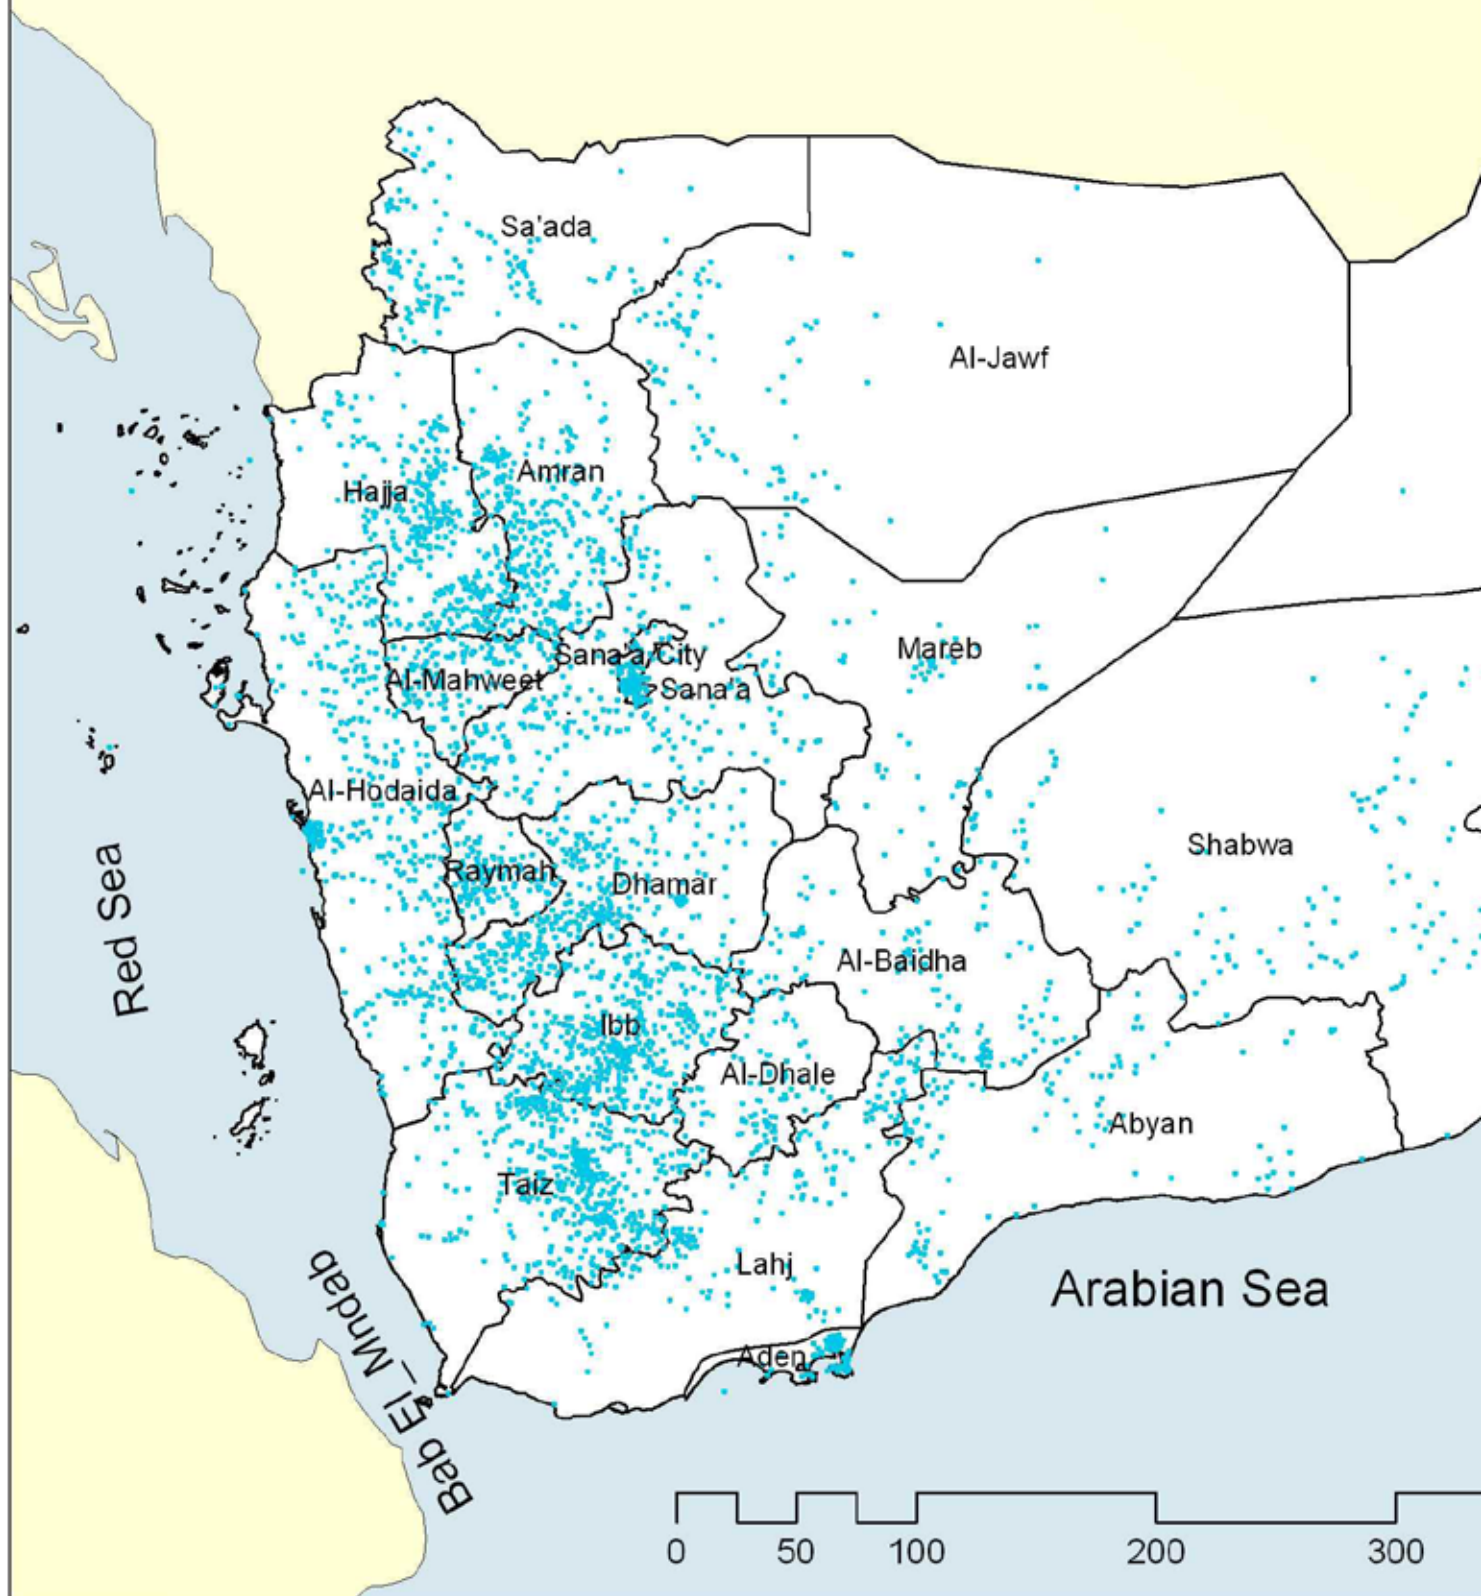 Sa'ada
Al-Jawf
Amran
Hajja
Mareb
Sana'a City
Al-Mahweet
Sana'a
Al-Hodaida
Shabwa
Raymah
Dhamar
Red Sea
Al-Baidha
Ibb
Al-Dhale
Abyan
Taiz
Lahj
Arabian Sea
Aden
Bab El_Mndab
0 50 100 200 300